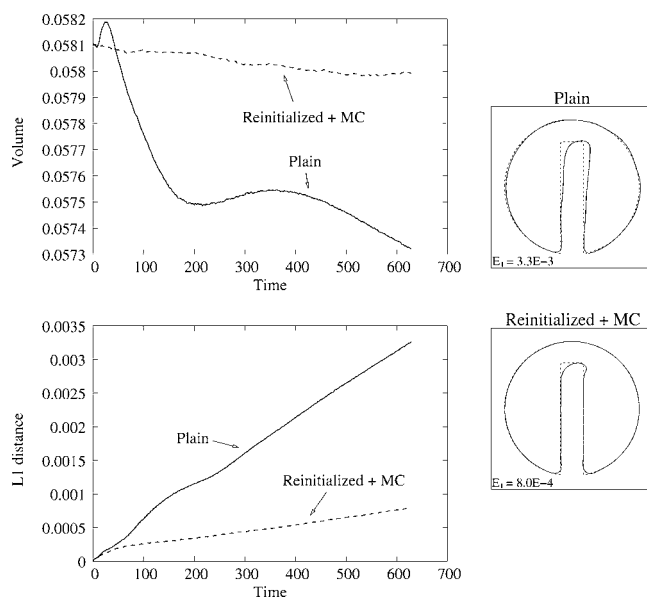 0.0582
0.0581
0.058
0.0579
0.0578
0.0577
0.0576
0.0575
0.0574
0.0573
Volume
Reinitialized + MC
Plain
0 100 200 300 400 500 600 700
Time
Plain
E₁ = 3.3E−3
0.0035
0.003
0.0025
0.002
0.0015
0.001
0.0005
0
L1 distance
Plain
Reinitialized + MC
0 100 200 300 400 500 600 700
Time
Reinitialized + MC
E₁ = 8.0E−4